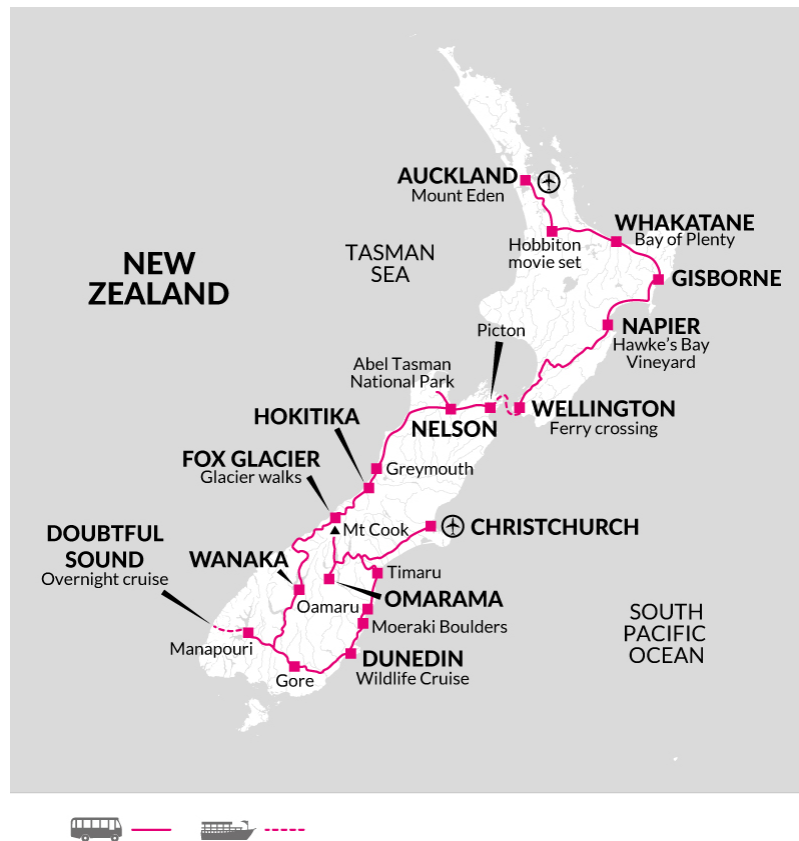 AUCKLAND
Mount Eden
WHAKATANE
Bay of Plenty
Hobbiton
movie set
TASMAN
SEA
NEW
ZEALAND
GISBORNE
NAPIER
Hawke's Bay
Vineyard
Picton
Abel Tasman
National Park
WELLINGTON
Ferry crossing
NELSON
HOKITIKA
Greymouth
FOX GLACIER
Glacier walks
Mt Cook
CHRISTCHURCH
DOUBTFUL
SOUND
Overnight cruise
WANAKA
Timaru
OMARAMA
Oamaru
Moeraki Boulders
SOUTH
PACIFIC
OCEAN
Manapouri
DUNEDIN
Wildlife Cruise
Gore